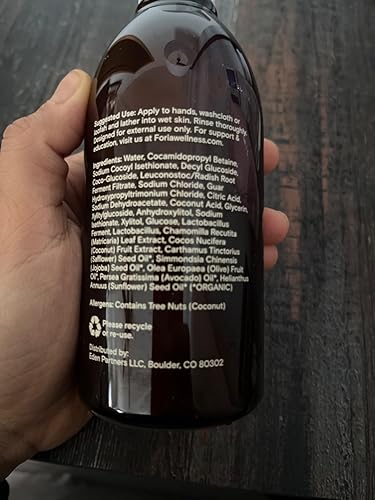 Suggested Use: Apply to hands, washcloth or
loofah and lather into wet skin. Rinse thoroughly.
Designed for external use only. For support &
education, visit us at Foriawellness.com.
Ingredients: Water, Cocamidopropyl Betaine,
Sodium Cocoyl Isethionate, Decyl Glucoside,
Coco-Glucoside, Leuconostoc/Radish Root
Ferment Filtrate, Sodium Chloride, Guar
Hydroxypropyltrimonium Chloride, Citric Acid,
Sodium Dehydroacetate, Coconut Acid, Glycerin,
Xylitylglucoside, Anhydroxylitol, Sodium
Isethionate, Xylitol, Glucose, Lactobacillus
Ferment, Lactobacillus, Chamomilla Recutita
(Matricaria) Leaf Extract, Cocos Nucifera
(Coconut) Fruit Extract, Carthamus Tinctorius
(Safflower) Seed Oil*, Simmondsia Chinensis
(Jojoba) Seed Oil*, Olea Europaea (Olive) Fruit
Oil*, Persea Gratissima (Avocado) Oil*, Helianthus
Annuus (Sunflower) Seed Oil* (*ORGANIC)
Allergens: Contains Tree Nuts (Coconut)
Please recycle
or re-use.
Distributed by:
Eden Partners LLC, Boulder, CO 80302